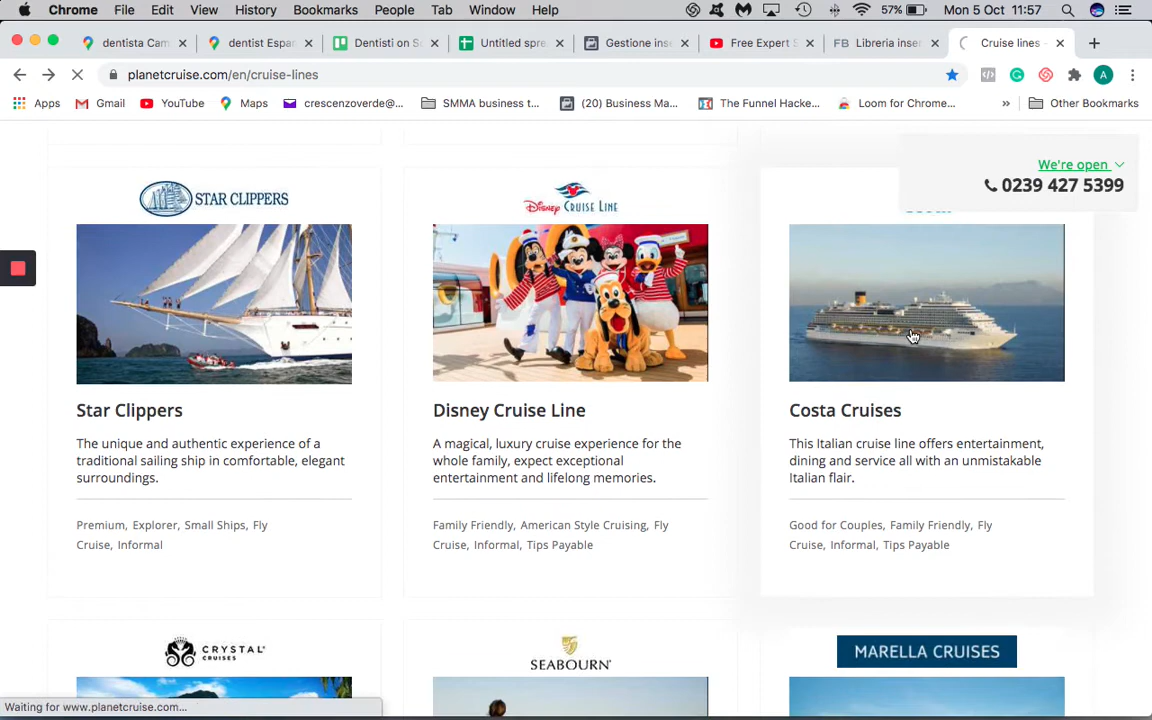 Chrome File Edit View History Bookmarks People Tab Window Help 57% Mon 5 Oct 11:57
dentista Cam dentist Espa Dentisti on S Untitled spre Gestione inse Free Expert S FB Libreria inser Cruise lines -
planetcruise.com/en/cruise-lines A
Apps Gmail YouTube Maps crescenzoverde@... SMMA business t... (20) Business Ma... The Funnel Hacke... Loom for Chrome... » Other Bookmarks
We're open
0239 427 5399
STAR CLIPPERS
Disney CRUISE LINE
Star Clippers
The unique and authentic experience of a
traditional sailing ship in comfortable, elegant
surroundings.
Premium, Explorer, Small Ships, Fly
Cruise, Informal
Disney Cruise Line
A magical, luxury cruise experience for the
whole family, expect exceptional
entertainment and lifelong memories.
Family Friendly, American Style Cruising, Fly
Cruise, Informal, Tips Payable
Costa Cruises
This Italian cruise line offers entertainment,
dining and service all with an unmistakable
Italian flair.
Good for Couples, Family Friendly, Fly
Cruise, Informal, Tips Payable
CRYSTAL
CRUISES
SEABOURN
MARELLA CRUISES
Waiting for www.planetcruise.com...